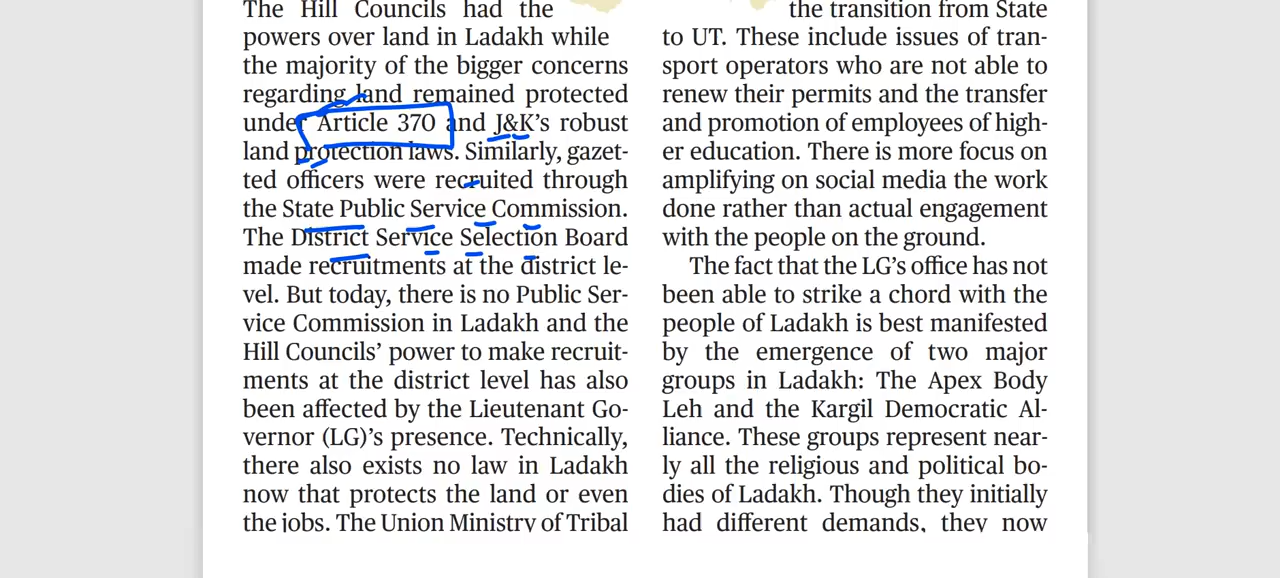 The Hill Councils had the
powers over land in Ladakh while
the majority of the bigger concerns
regarding land remained protected
under Article 370 and J&K's robust
land protection laws. Similarly, gazet-
ted officers were recruited through
the State Public Service Commission.
The District Service Selection Board
made recruitments at the district le-
vel. But today, there is no Public Ser-
vice Commission in Ladakh and the
Hill Councils' power to make recruit-
ments at the district level has also
been affected by the Lieutenant Go-
vernor (LG)'s presence. Technically,
there also exists no law in Ladakh
now that protects the land or even
the jobs. The Union Ministry of Tribal
the transition from State
to UT. These include issues of tran-
sport operators who are not able to
renew their permits and the transfer
and promotion of employees of high-
er education. There is more focus on
amplifying on social media the work
done rather than actual engagement
with the people on the ground.
The fact that the LG's office has not
been able to strike a chord with the
people of Ladakh is best manifested
by the emergence of two major
groups in Ladakh: The Apex Body
Leh and the Kargil Democratic Al-
liance. These groups represent near-
ly all the religious and political bo-
dies of Ladakh. Though they initially
had different demands, they now